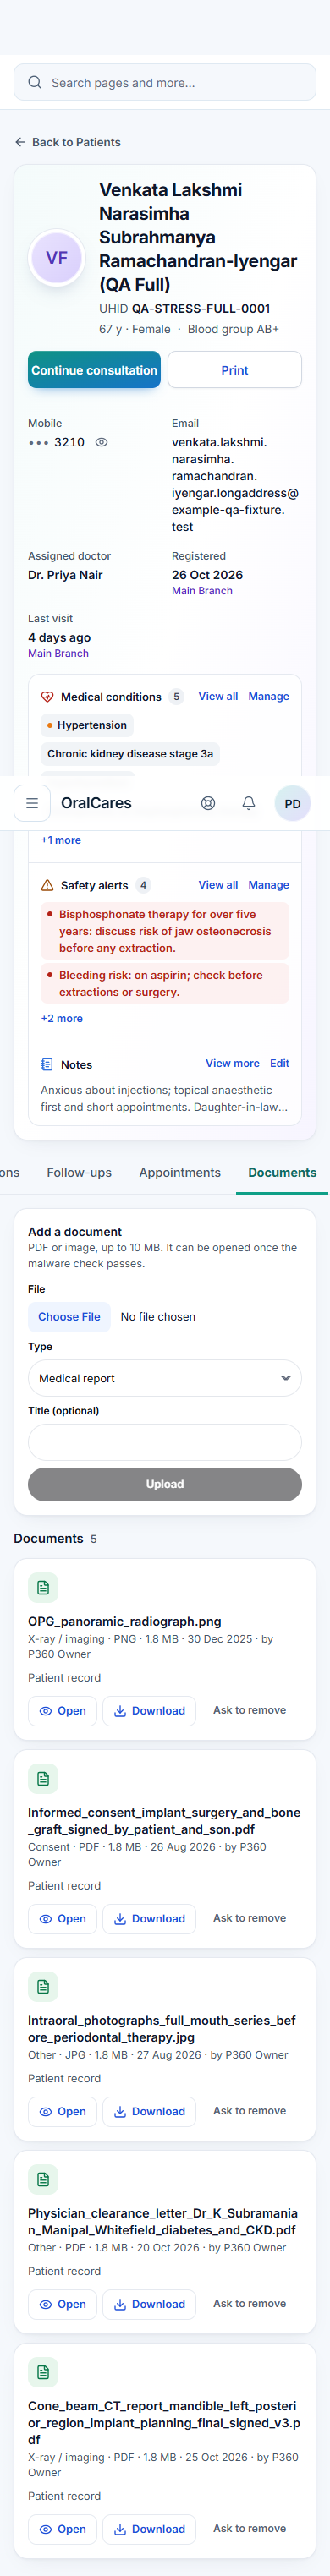 Search pages and more...
Back to Patients
VF
Venkata Lakshmi
Narasimha
Subrahmanya
Ramachandran-Iyengar
(QA Full)
UHID QA-STRESS-FULL-0001
67 y · Female · Blood group AB+
Continue consultation
Print
Mobile
••• 3210
Email
venkata.lakshmi.
narasimha.
ramachandran.
iyengar.longaddress@
example-qa-fixture.
test
Assigned doctor
Dr. Priya Nair
Registered
26 Oct 2026
Main Branch
Last visit
4 days ago
Main Branch
Medical conditions 5 View all Manage
Hypertension
Chronic kidney disease stage 3a
OralCares
PD
+1 more
Safety alerts 4 View all Manage
Bisphosphonate therapy for over five
years: discuss risk of jaw osteonecrosis
before any extraction.
Bleeding risk: on aspirin; check before
extractions or surgery.
+2 more
Notes View more Edit
Anxious about injections; topical anaesthetic
first and short appointments. Daughter-in-law...
ons Follow-ups Appointments Documents
Add a document
PDF or image, up to 10 MB. It can be opened once the
malware check passes.
File
Choose File No file chosen
Type
Medical report
Title (optional)
Upload
Documents 5
OPG_panoramic_radiograph.png
X-ray / imaging · PNG · 1.8 MB · 30 Dec 2025 · by
P360 Owner
Patient record
Open Download Ask to remove
Informed_consent_implant_surgery_and_bone
_graft_signed_by_patient_and_son.pdf
Consent · PDF · 1.8 MB · 26 Aug 2026 · by P360
Owner
Patient record
Open Download Ask to remove
Intraoral_photographs_full_mouth_series_bef
ore_periodontal_therapy.jpg
Other · JPG · 1.8 MB · 27 Aug 2026 · by P360 Owner
Patient record
Open Download Ask to remove
Physician_clearance_letter_Dr_K_Subramania
n_Manipal_Whitefield_diabetes_and_CKD.pdf
Other · PDF · 1.8 MB · 20 Oct 2026 · by P360 Owner
Patient record
Open Download Ask to remove
Cone_beam_CT_report_mandible_left_posteri
or_region_implant_planning_final_signed_v3.p
df
X-ray / imaging · PDF · 1.8 MB · 25 Oct 2026 · by P360
Owner
Patient record
Open Download Ask to remove